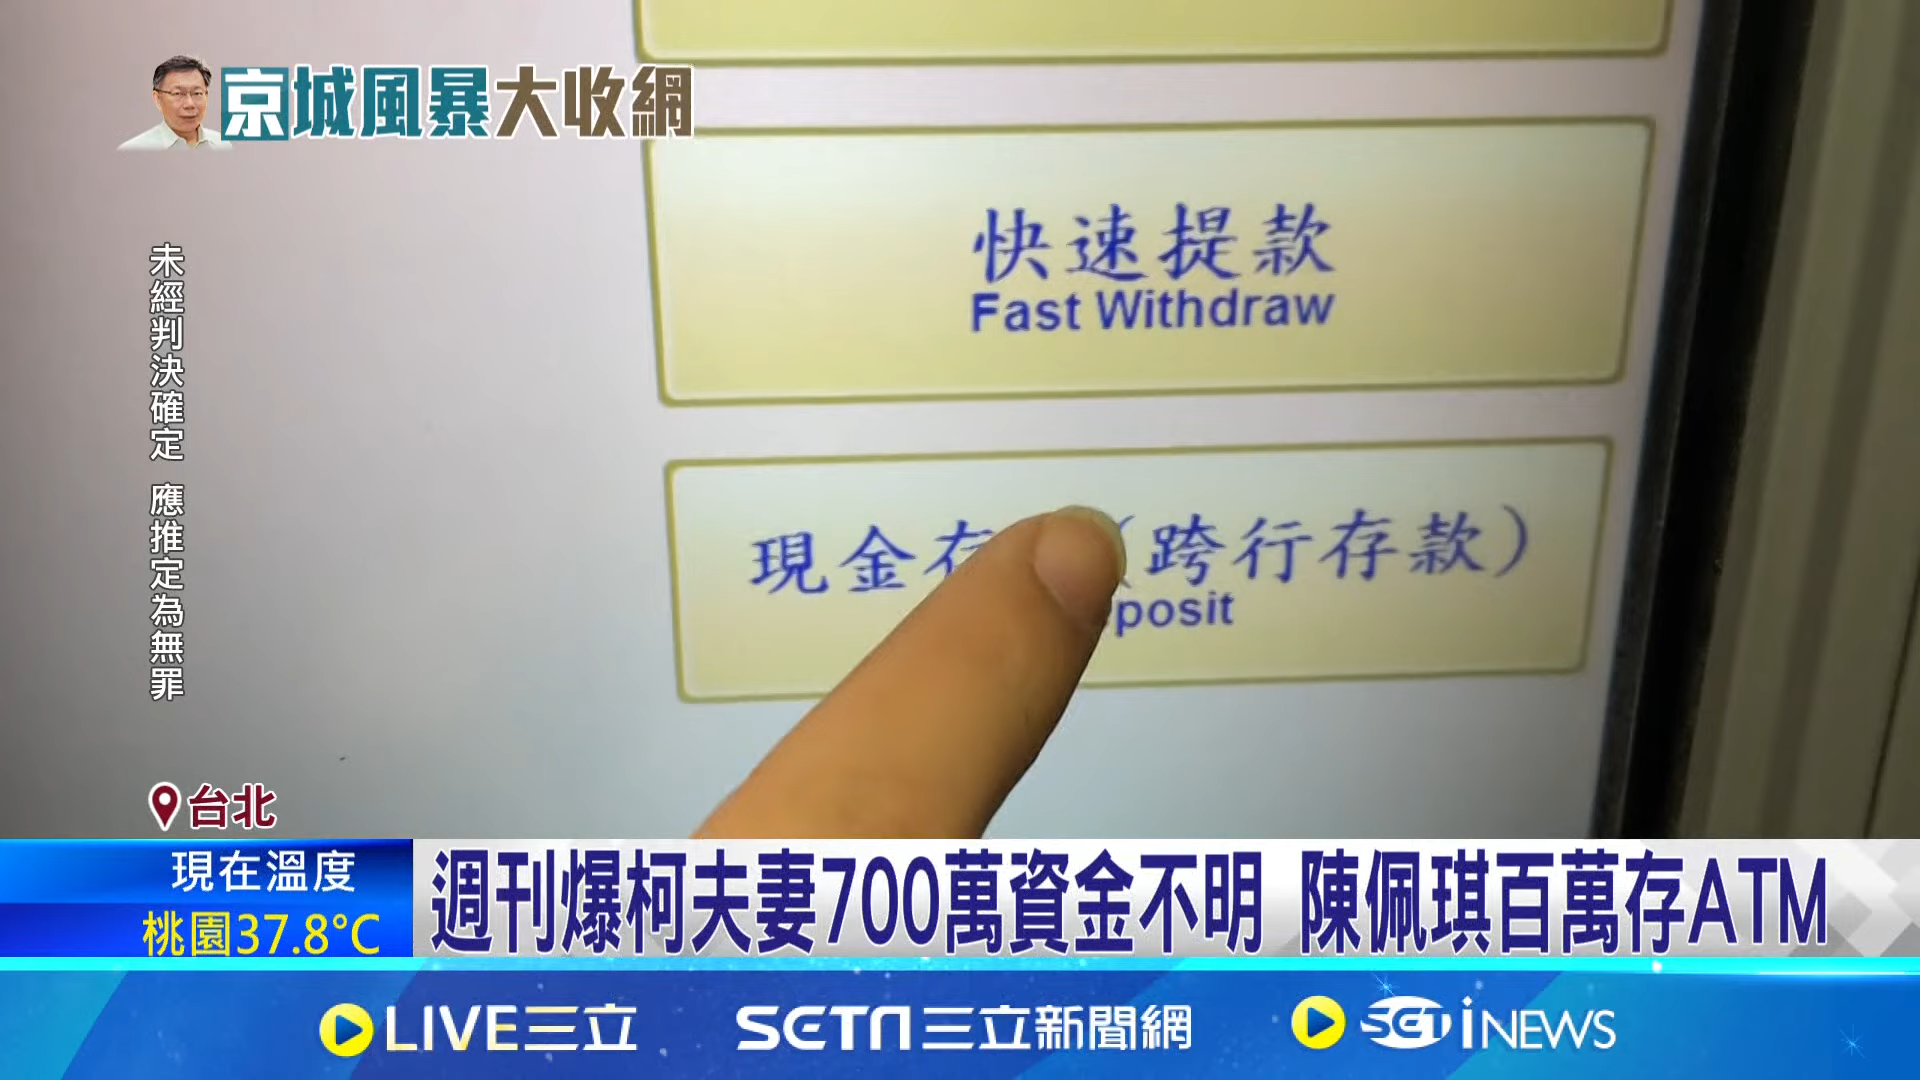 京城風暴大收網
未經判決確定 應推定為無罪
快速提款
Fast Withdraw
現金存 (跨行存款)
posit
台北
現在溫度
桃園37.8°C
週刊爆柯夫妻700萬資金不明 陳佩琪百萬存ATM
LIVE三立
SETN三立新聞網
SET iNEWS